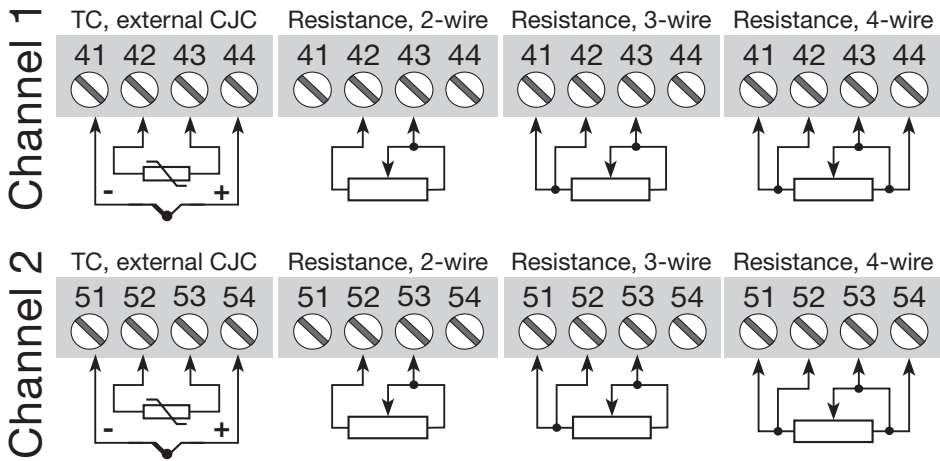 Channel 1
TC, external CJC
41 42 43 44
- +
Resistance, 2-wire
41 42 43 44
Resistance, 3-wire
41 42 43 44
Resistance, 4-wire
41 42 43 44
Channel 2
TC, external CJC
51 52 53 54
- +
Resistance, 2-wire
51 52 53 54
Resistance, 3-wire
51 52 53 54
Resistance, 4-wire
51 52 53 54